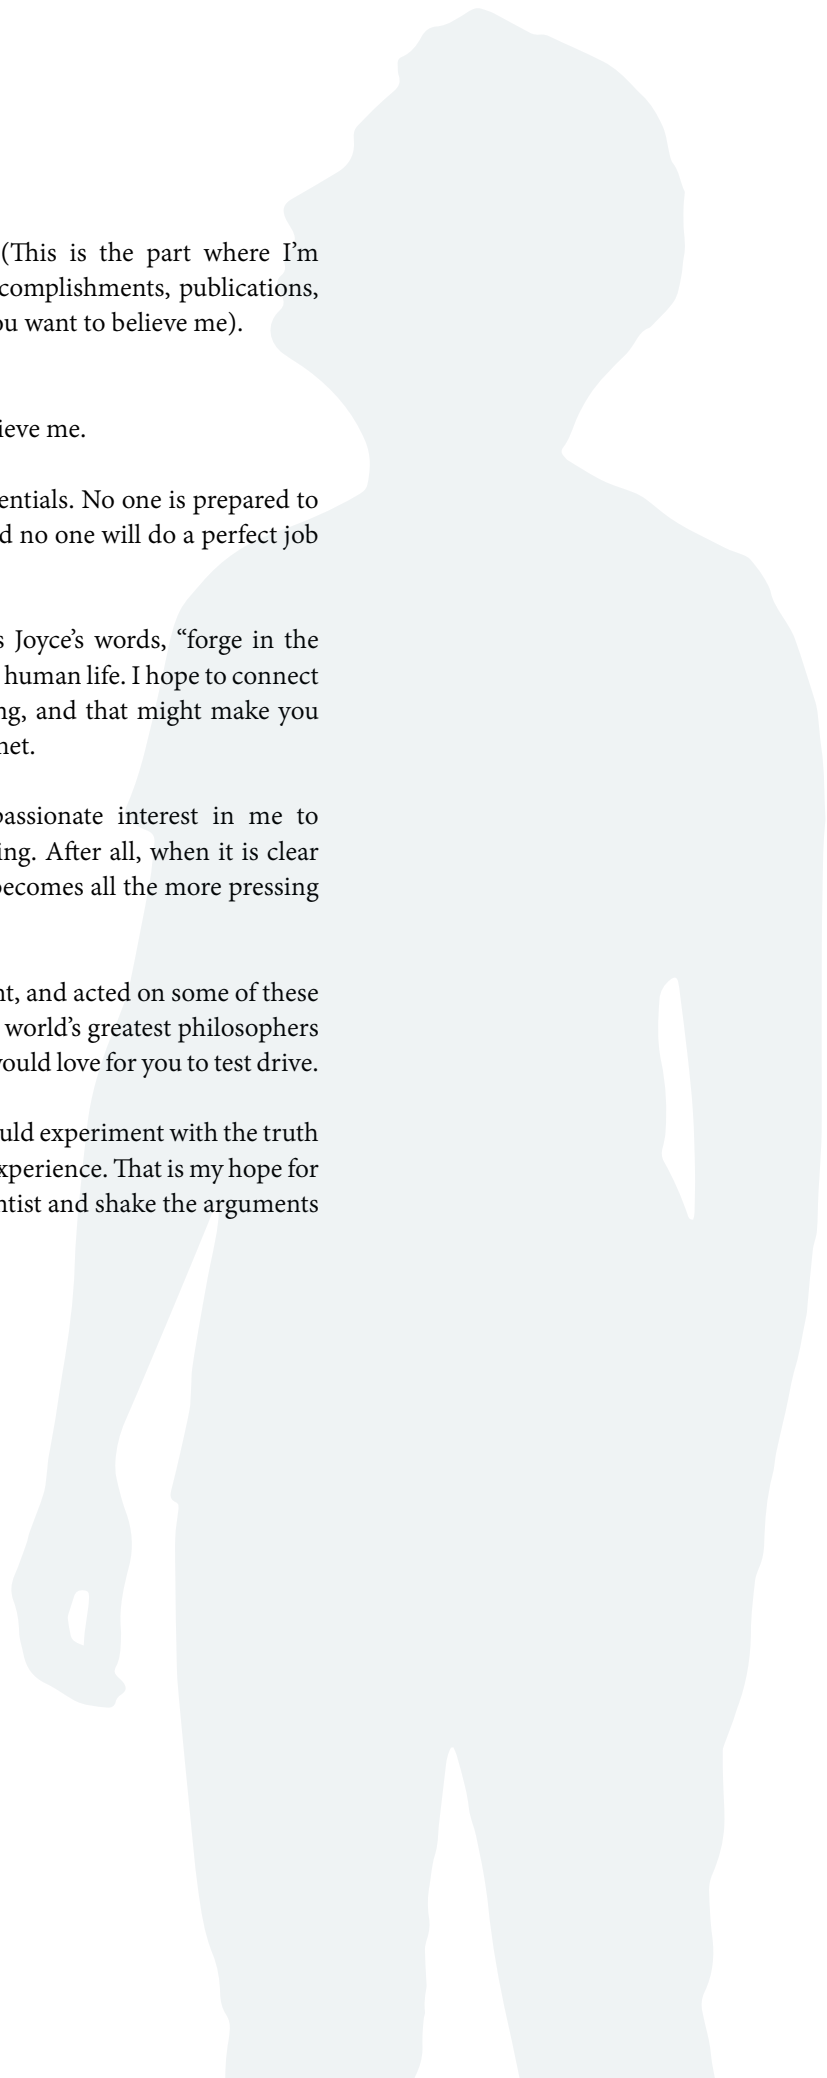 (This is the part where I’m
complishments, publications,
ou want to believe me).
ieve me.
entials. No one is prepared to
d no one will do a perfect job
s Joyce’s words, “forge in the
human life. I hope to connect
ng, and that might make you
net.
passionate interest in me to
ing. After all, when it is clear
becomes all the more pressing
nt, and acted on some of these
world’s greatest philosophers
would love for you to test drive.
uld experiment with the truth
xperience. That is my hope for
ntist and shake the arguments